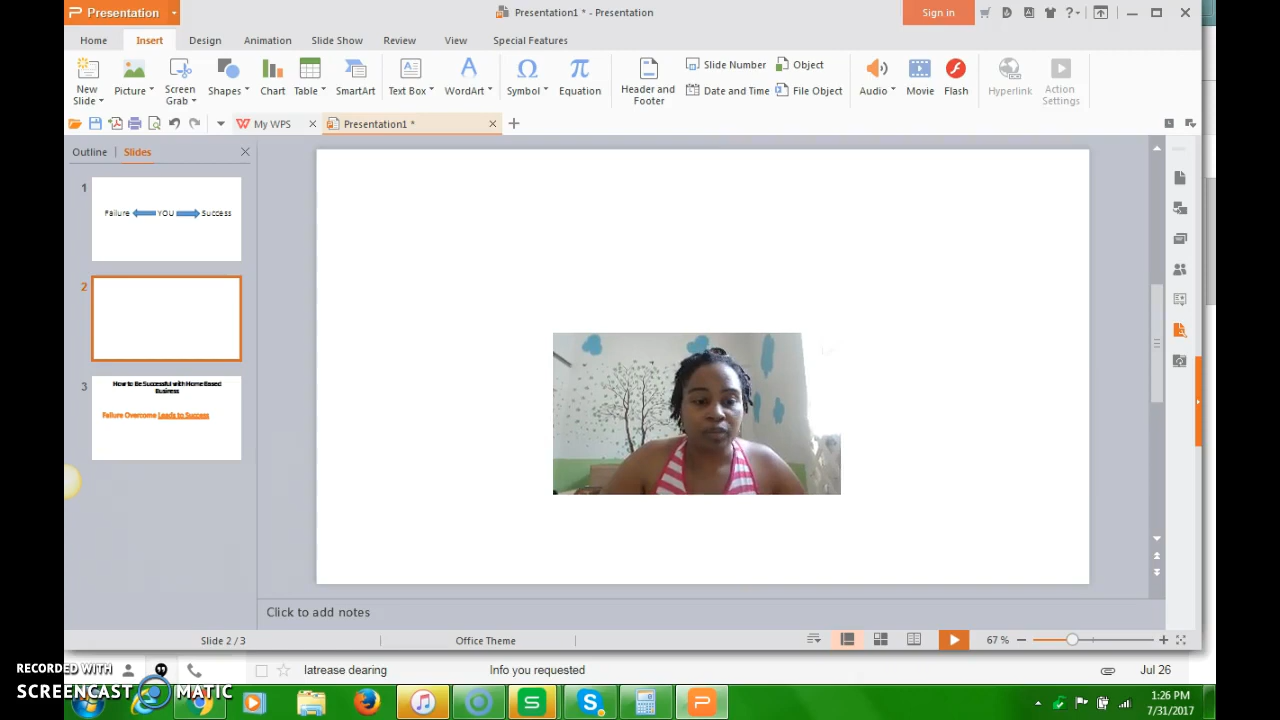 Presentation
Presentation1 * - Presentation
Sign in
Home Insert Design Animation Slide Show Review View Special Features
New Slide
Picture
Screen Grab
Shapes
Chart
Table
SmartArt
Text Box
WordArt
Symbol
Equation
Header and Footer
Slide Number
Date and Time
Object
File Object
Audio
Movie
Flash
Hyperlink
Action Settings
My WPS
Presentation1 *
Outline Slides
1
Failure YOU Success
2
3
How to Be Successful with Home Based
Business
Failure Overcome Leads to Success
Click to add notes
Slide 2 / 3
Office Theme
67 %
latrease dearing Info you requested Jul 26
RECORDED WITH
SCREENCAST MATIC
1:26 PM
7/31/2017